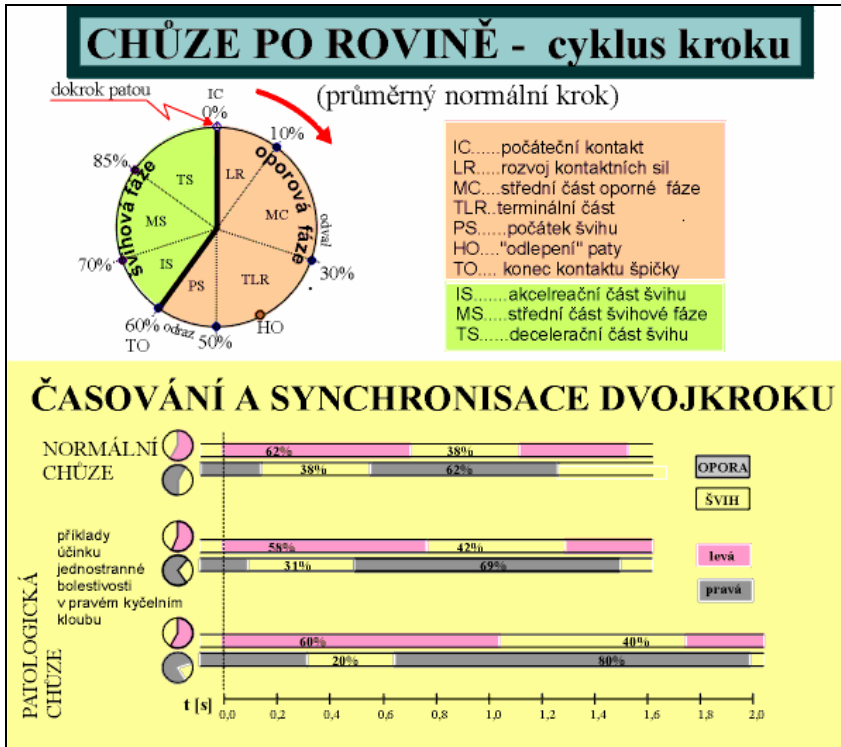 CHŮZE PO ROVINĚ - cyklus kroku
(průměrný normální krok)
dokrok patou
IC
0%
10%
30%
50%
60%
70%
85%
LR
MC
TLR
PS
IS
MS
TS
HO
TO
oporová fáze
švihová fáze
odval
odraz
IC......počáteční kontakt
LR......rozvoj kontaktních sil
MC.....střední část oporné fáze
TLR..terminální část
PS......počátek švihu
HO....."odlepení" paty
TO.... konec kontaktu špičky
IS.......akcelreační část švihu
MS.....střední část švihové fáze
TS......decelerační část švihu
ČASOVÁNÍ A SYNCHRONISACE DVOJKROKU
NORMÁLNÍ
CHŮZE
62% 38%
38% 62%
OPORA
ŠVIH
levá
pravá
PATOLOGICKÁ
CHŮZE
příklady
účinku
jednostranné
bolestivosti
v pravém kyčelním
kloubu
58% 42%
31% 69%
60% 40%
20% 80%
t [s] 0,0 0,2 0,4 0,6 0,8 1,0 1,2 1,4 1,6 1,8 2,0